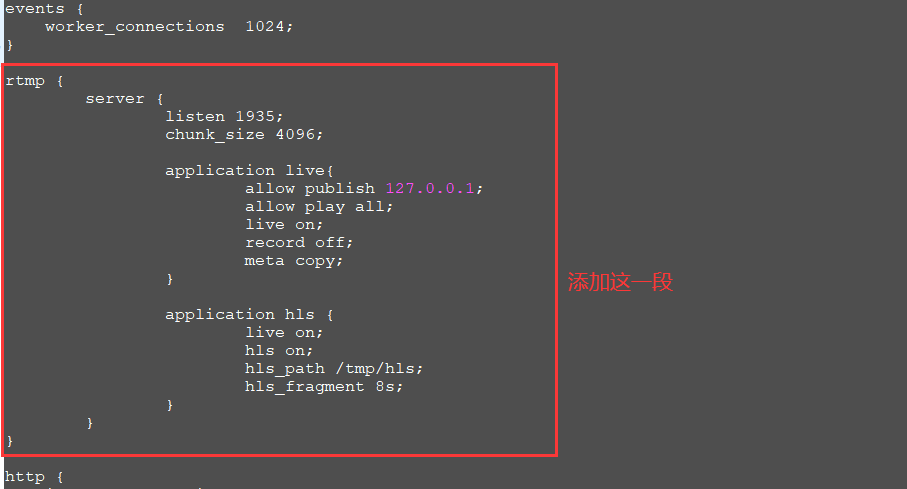 events {
    worker_connections  1024;
}
rtmp {
        server {
                listen 1935;
                chunk_size 4096;
                application live{
                        allow publish 127.0.0.1;
                        allow play all;
                        live on;
                        record off;
                        meta copy;
                }
添加这一段
                application hls {
                        live on;
                        hls on;
                        hls_path /tmp/hls;
                        hls_fragment 8s;
                }
        }
}
http {